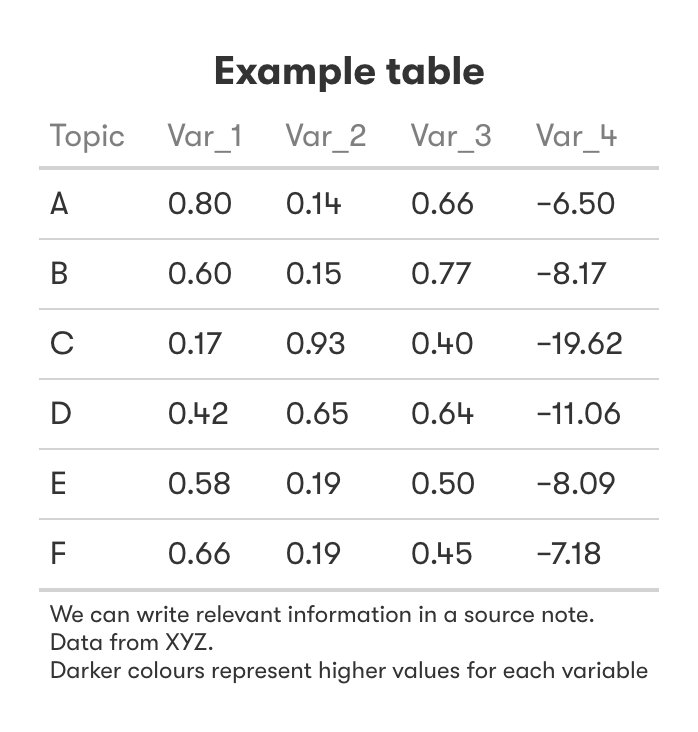 Example table
Topic Var_1 Var_2 Var_3 Var_4
A 0.80 0.14 0.66 −6.50
B 0.60 0.15 0.77 −8.17
C 0.17 0.93 0.40 −19.62
D 0.42 0.65 0.64 −11.06
E 0.58 0.19 0.50 −8.09
F 0.66 0.19 0.45 −7.18
We can write relevant information in a source note.
Data from XYZ.
Darker colours represent higher values for each variable